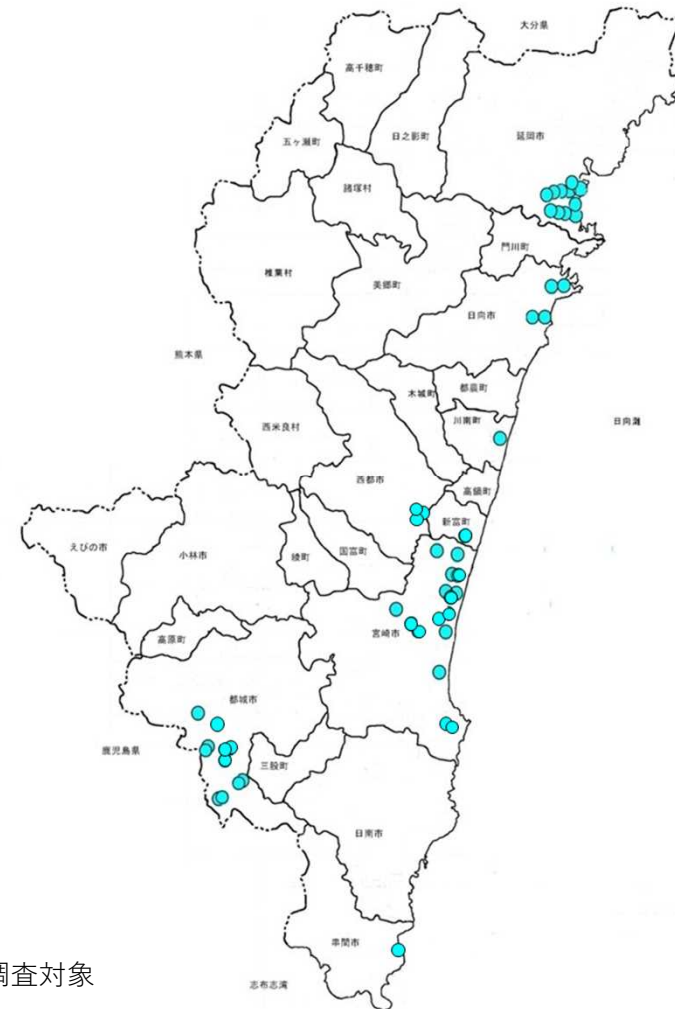 大分県
高千穂町
延岡市
日之影町
五ヶ瀬町
諸塚村
門川町
椎葉村
美郷町
日向市
熊本県
都農町
木城町
川南町
日向灘
西米良村
西都市
高鍋町
新富町
えびの市
小林市
綾町
国富町
宮崎市
高原町
都城市
鹿児島県
三股町
日南市
串間市
調査対象
志布志湾